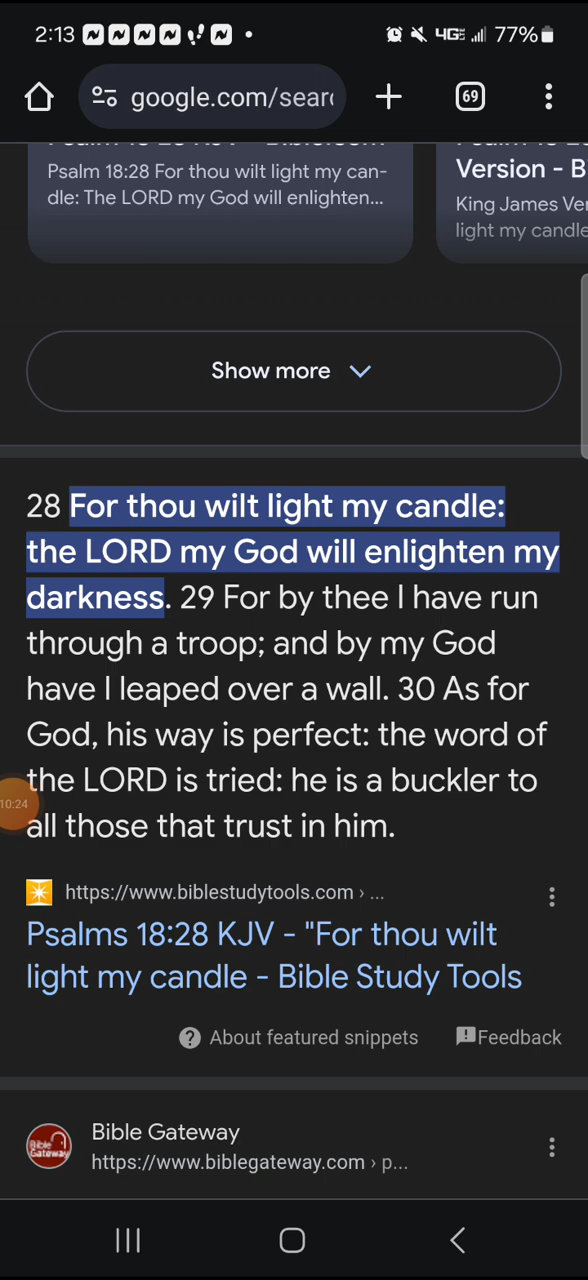 2:13
4GE 77%
google.com/sear
69
Psalm 18:28 For thou wilt light my can-
dle: The LORD my God will enlighten...
Version - B
King James Ver
light my candle
Show more
28 For thou wilt light my candle:
the LORD my God will enlighten my
darkness. 29 For by thee I have run
through a troop; and by my God
have I leaped over a wall. 30 As for
God, his way is perfect: the word of
the LORD is tried: he is a buckler to
all those that trust in him.
10:24
https://www.biblestudytools.com › ...
Psalms 18:28 KJV - "For thou wilt
light my candle - Bible Study Tools
About featured snippets
Feedback
Bible Gateway
Bible Gateway
https://www.biblegateway.com › p...